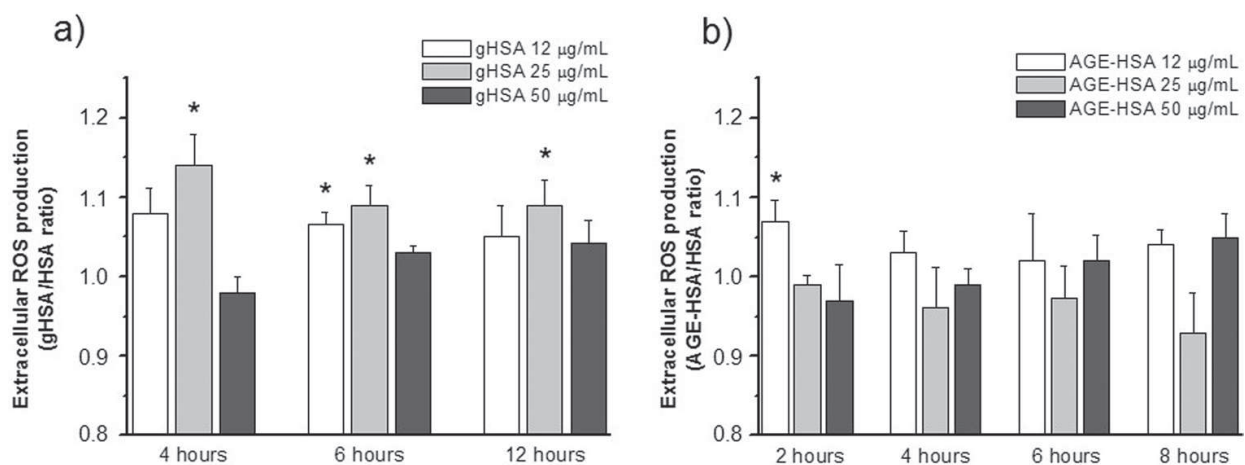 a)
gHSA 12 μg/mL
gHSA 25 μg/mL
gHSA 50 μg/mL
Extracellular ROS production
(gHSA/HSA ratio)
1.2
1.1
1.0
0.9
0.8
*
* *
*
4 hours 6 hours 12 hours
b)
AGE-HSA 12 μg/mL
AGE-HSA 25 μg/mL
AGE-HSA 50 μg/mL
Extracellular ROS production
(AGE-HSA/HSA ratio)
1.2
1.1
1.0
0.9
0.8
*
2 hours 4 hours 6 hours 8 hours